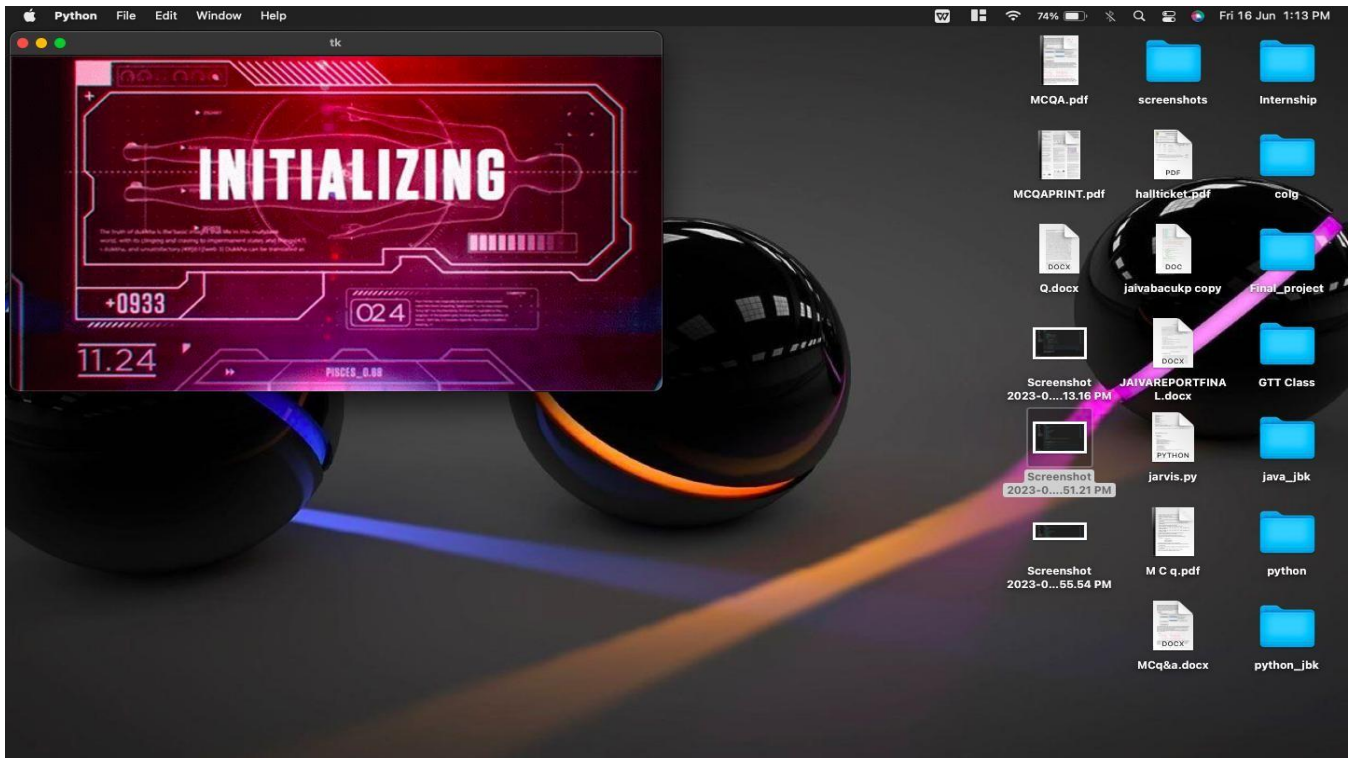 Python File Edit Window Help
74% Fri 16 Jun 1:13 PM
tk
INITIALIZING
+0933
024
11.24
PISCES_0.68
MCQA.pdf
screenshots
Internship
MCQAPRINT.pdf
PDF
hallticket.pdf
colg
DOCX
Q.docx
DOC
jaivabacukp copy
Final_project
Screenshot
2023-0....13.16 PM
DOCX
JAIVAREPORTFINA
L.docx
GTT Class
Screenshot
2023-0....51.21 PM
PYTHON
jarvis.py
java_jbk
Screenshot
2023-0...55.54 PM
M C q.pdf
python
DOCX
MCq&a.docx
python_jbk